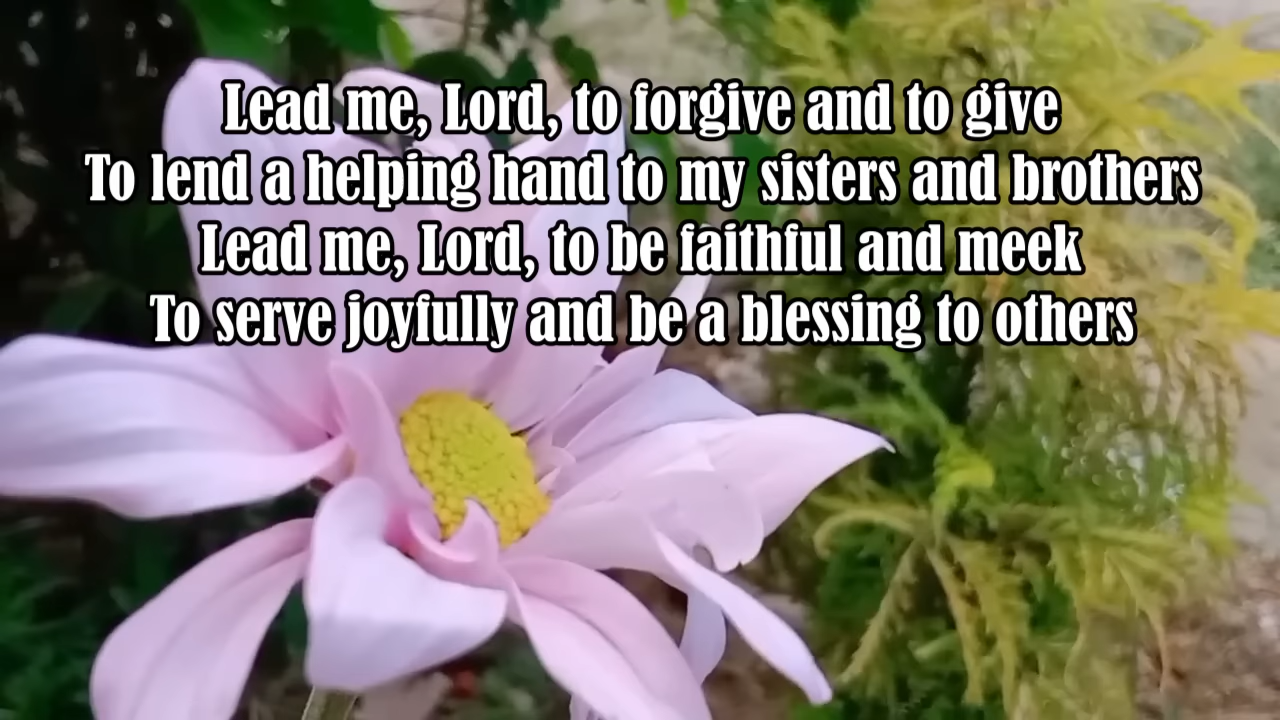 Lead me, Lord, to forgive and to give
To lend a helping hand to my sisters and brothers
Lead me, Lord, to be faithful and meek
To serve joyfully and be a blessing to others